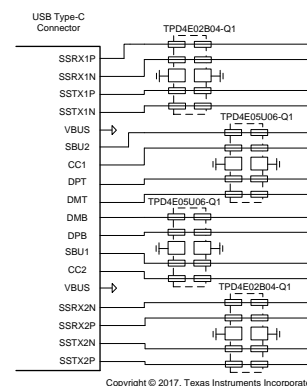 USB Type-C
Connector
TPD4E02B04-Q1
SSRX1P
SSRX1N
SSTX1P
SSTX1N
TPD4E05U06-Q1
VBUS
SBU2
CC1
DPT
DMT
TPD4E05U06-Q1
DMB
DPB
SBU1
CC2
TPD4E02B04-Q1
VBUS
SSRX2N
SSRX2P
SSTX2N
SSTX2P
Copyright © 2017, Texas Instruments Incorporate